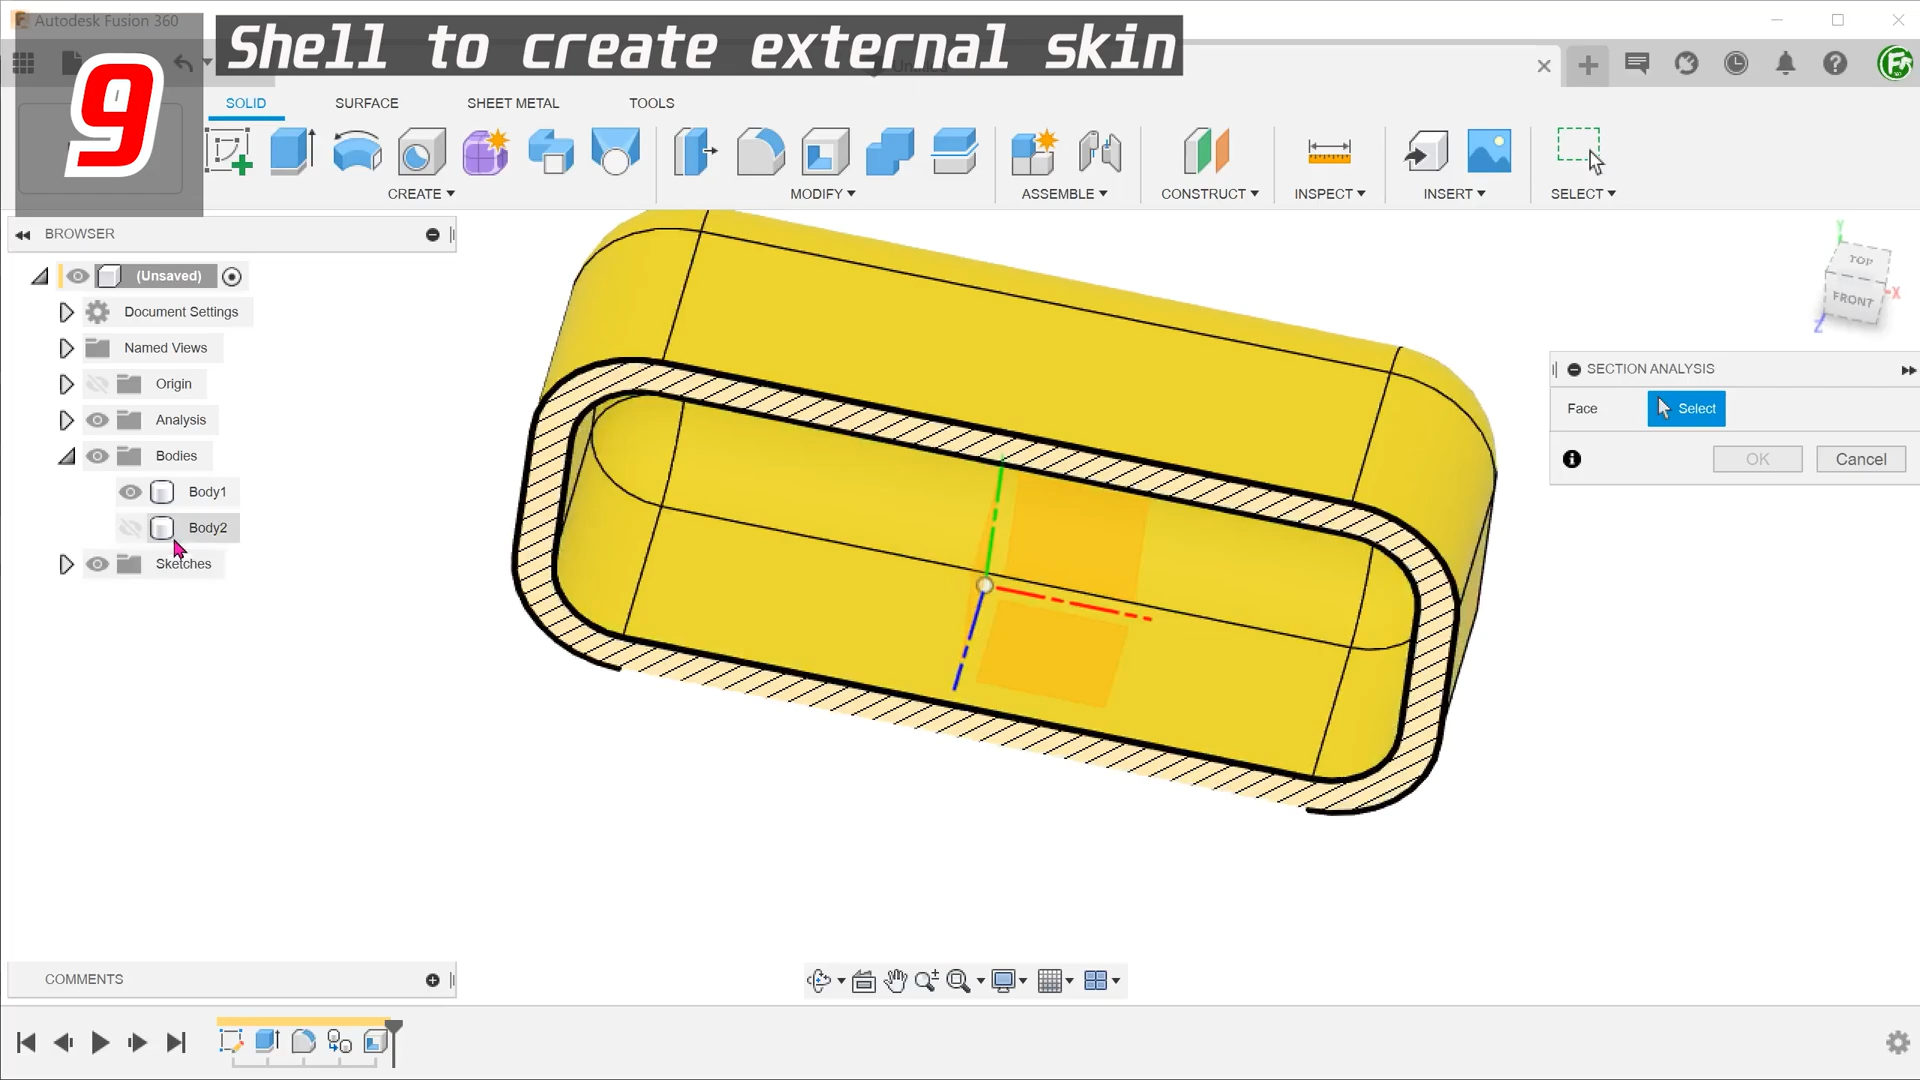 Autodesk Fusion 360
9
Shell to create external skin
SOLID
SURFACE
SHEET METAL
TOOLS
CREATE
MODIFY
ASSEMBLE
CONSTRUCT
INSPECT
INSERT
SELECT
BROWSER
(Unsaved)
Document Settings
Named Views
Origin
Analysis
Bodies
Body1
Body2
Sketches
Y
TOP
FRONT
X
Z
SECTION ANALYSIS
Face
Select
OK
Cancel
COMMENTS